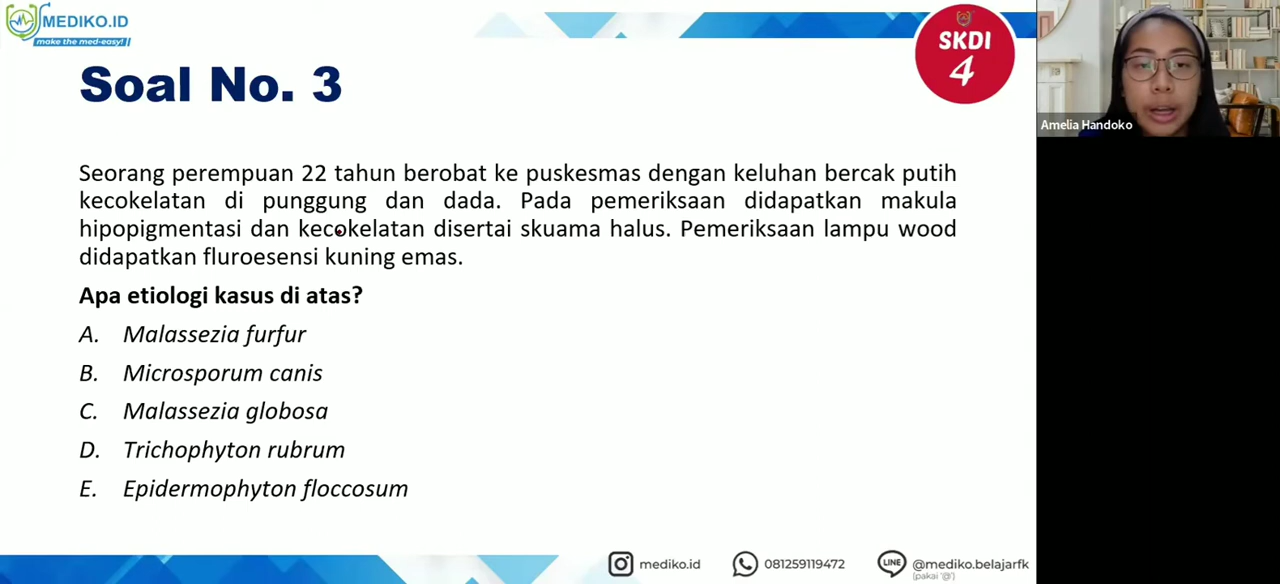 MEDIKO.ID
make the med-easy!
SKDI
4
Soal No. 3
Amelia Handoko
Seorang perempuan 22 tahun berobat ke puskesmas dengan keluhan bercak putih
kecokelatan di punggung dan dada. Pada pemeriksaan didapatkan makula
hipopigmentasi dan kecokelatan disertai skuama halus. Pemeriksaan lampu wood
didapatkan fluroesensi kuning emas.
Apa etiologi kasus di atas?
A. Malassezia furfur
B. Microsporum canis
C. Malassezia globosa
D. Trichophyton rubrum
E. Epidermophyton floccosum
mediko.id
081259119472
LINE
@mediko.belajarfk
(pakai '@')